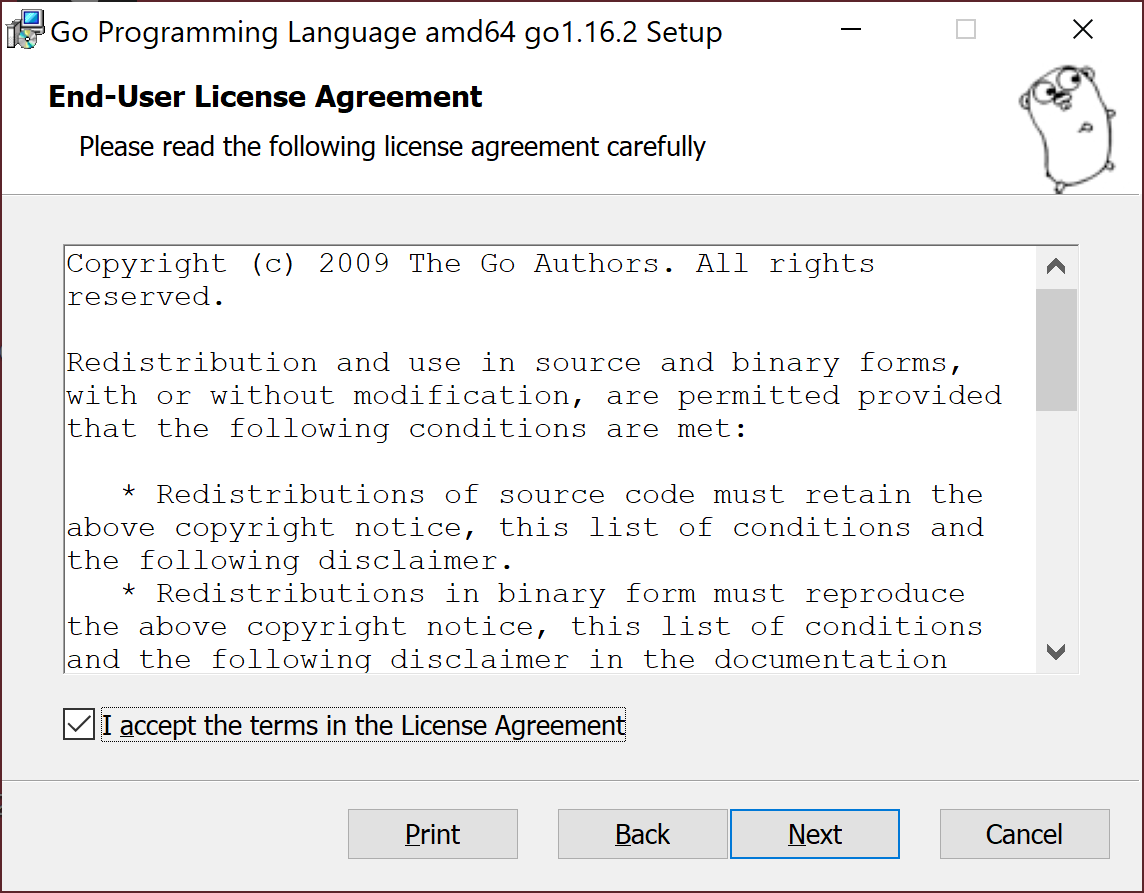 Go Programming Language amd64 go1.16.2 Setup
End-User License Agreement
Please read the following license agreement carefully
Copyright (c) 2009 The Go Authors. All rights
reserved.
Redistribution and use in source and binary forms,
with or without modification, are permitted provided
that the following conditions are met:
* Redistributions of source code must retain the
above copyright notice, this list of conditions and
the following disclaimer.
* Redistributions in binary form must reproduce
the above copyright notice, this list of conditions
and the following disclaimer in the documentation
I accept the terms in the License Agreement
Print Back Next Cancel